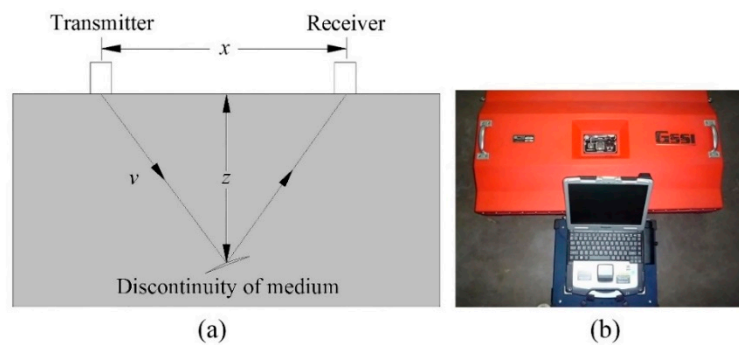 Transmitter
Receiver
x
v
z
Discontinuity of medium
GSSI
(a)
(b)